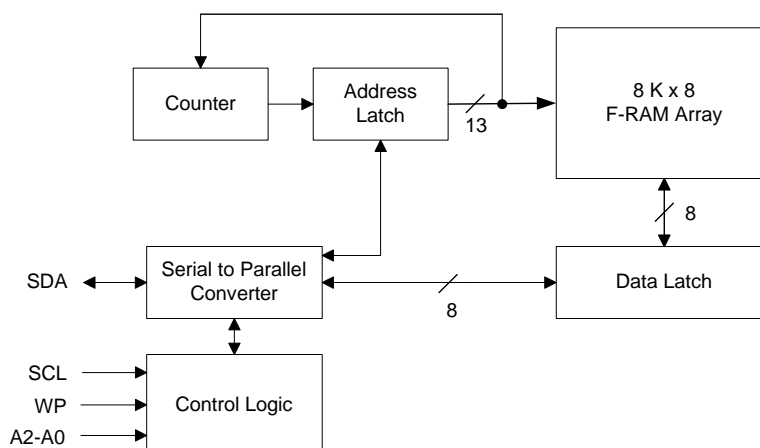 Counter
Address
Latch
13
8 K x 8
F-RAM Array
8
SDA
Serial to Parallel
Converter
8
Data Latch
SCL
WP
A2-A0
Control Logic